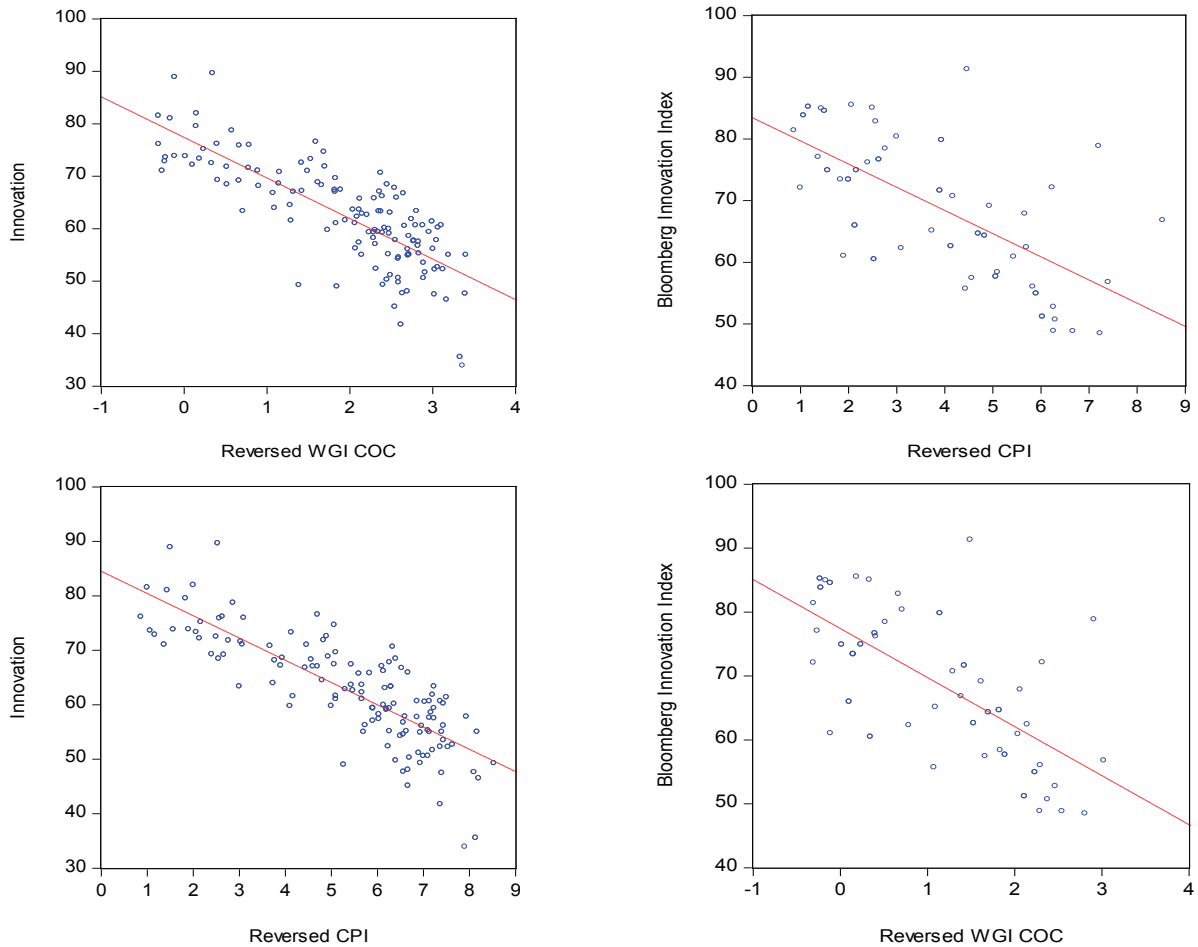 100
90
80
70
60
50
40
30
Innovation
-1 0 1 2 3 4
Reversed WGI COC
100
90
80
70
60
50
40
Bloomberg Innovation Index
0 1 2 3 4 5 6 7 8 9
Reversed CPI
100
90
80
70
60
50
40
30
Innovation
0 1 2 3 4 5 6 7 8 9
Reversed CPI
100
90
80
70
60
50
40
Bloomberg Innovation Index
-1 0 1 2 3 4
Reversed WGI COC